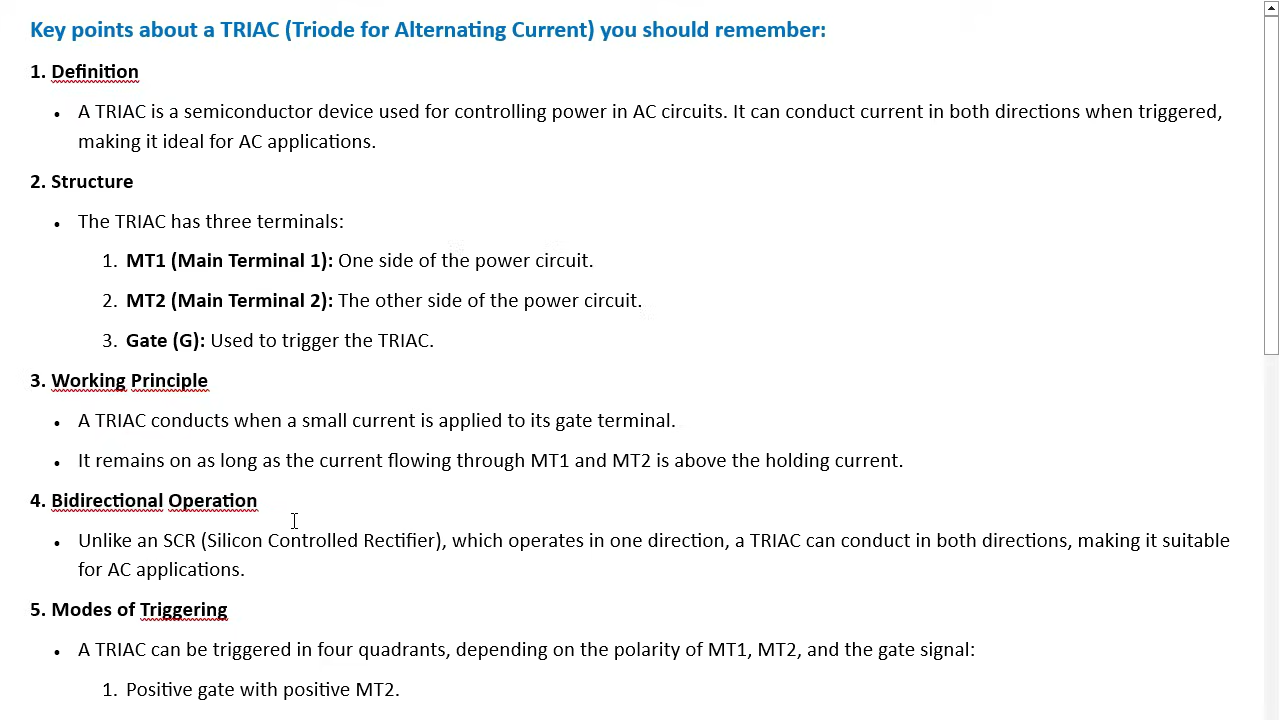 Key points about a TRIAC (Triode for Alternating Current) you should remember:
1. Definition
• A TRIAC is a semiconductor device used for controlling power in AC circuits. It can conduct current in both directions when triggered,
making it ideal for AC applications.
2. Structure
• The TRIAC has three terminals:
1. MT1 (Main Terminal 1): One side of the power circuit.
2. MT2 (Main Terminal 2): The other side of the power circuit.
3. Gate (G): Used to trigger the TRIAC.
3. Working Principle
• A TRIAC conducts when a small current is applied to its gate terminal.
• It remains on as long as the current flowing through MT1 and MT2 is above the holding current.
4. Bidirectional Operation
• Unlike an SCR (Silicon Controlled Rectifier), which operates in one direction, a TRIAC can conduct in both directions, making it suitable
for AC applications.
5. Modes of Triggering
• A TRIAC can be triggered in four quadrants, depending on the polarity of MT1, MT2, and the gate signal:
1. Positive gate with positive MT2.